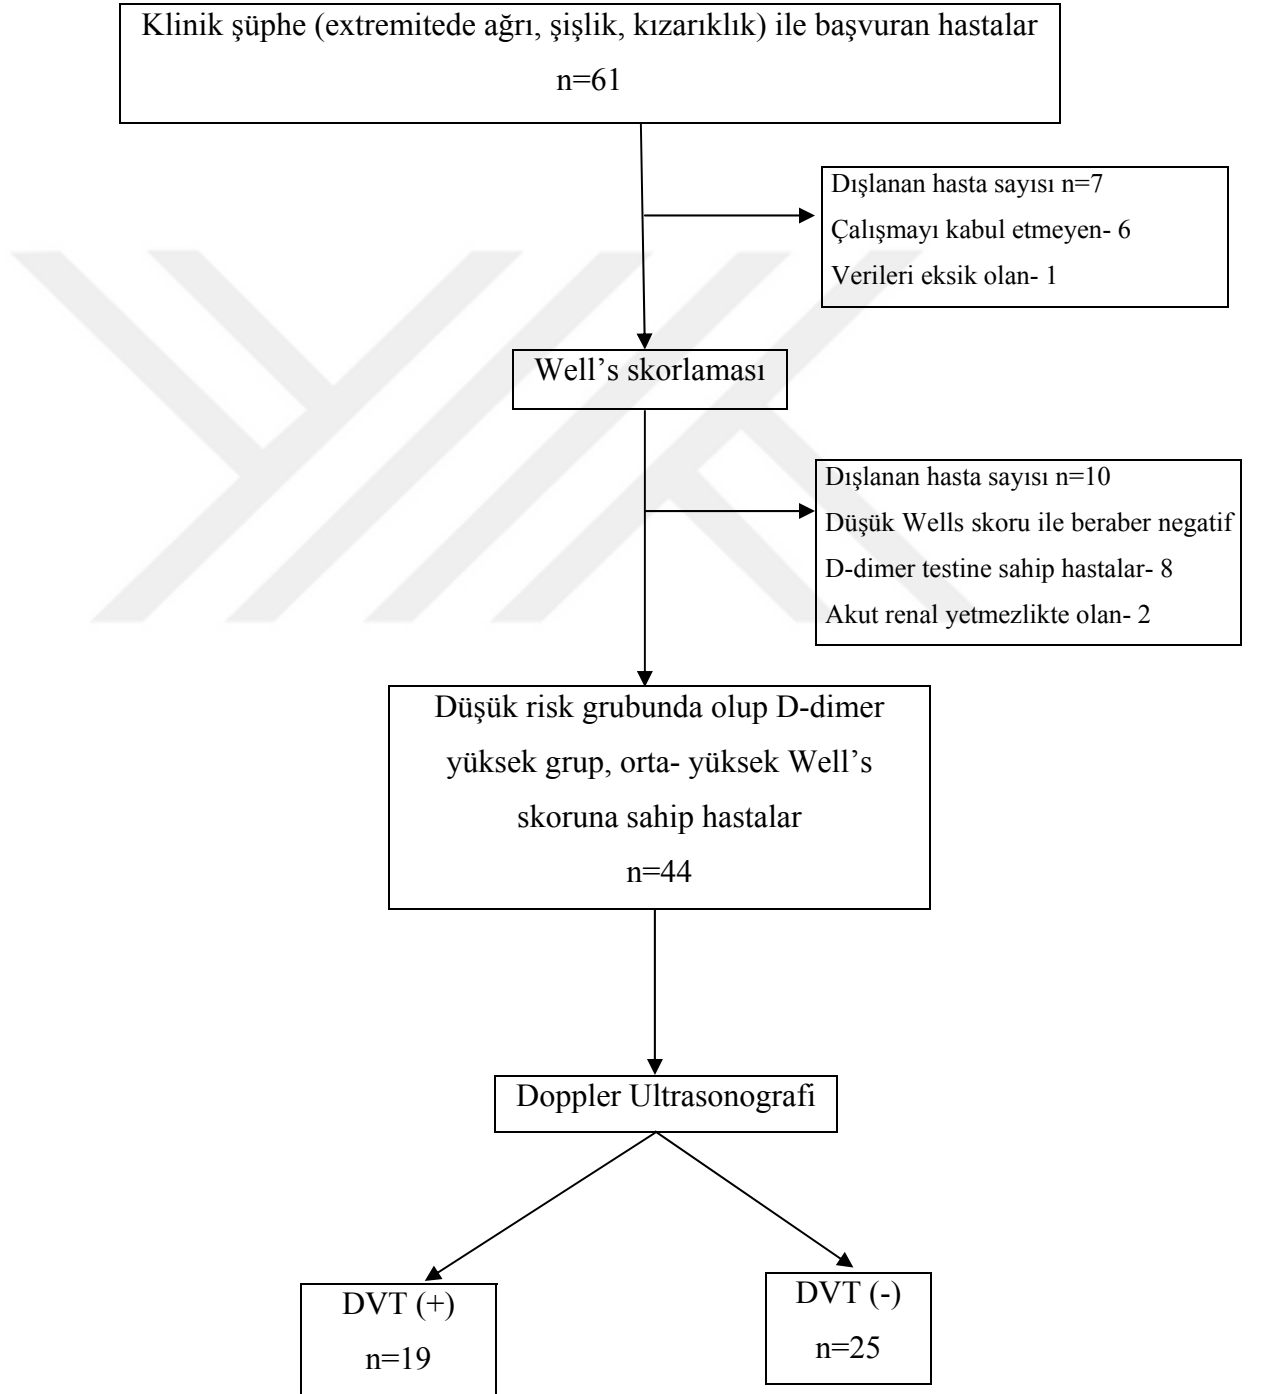 Klinik şüphe (extremitede ağrı, şişlik, kızarıklık) ile başvuran hastalar
n=61
Dışlanan hasta sayısı n=7
Çalışmayı kabul etmeyen- 6
Verileri eksik olan- 1
Well’s skorlaması
Dışlanan hasta sayısı n=10
Düşük Wells skoru ile beraber negatif
D-dimer testine sahip hastalar- 8
Akut renal yetmezlikte olan- 2
Düşük risk grubunda olup D-dimer
yüksek grup, orta- yüksek Well’s
skoruna sahip hastalar
n=44
Doppler Ultrasonografi
DVT (+)
n=19
DVT (-)
n=25